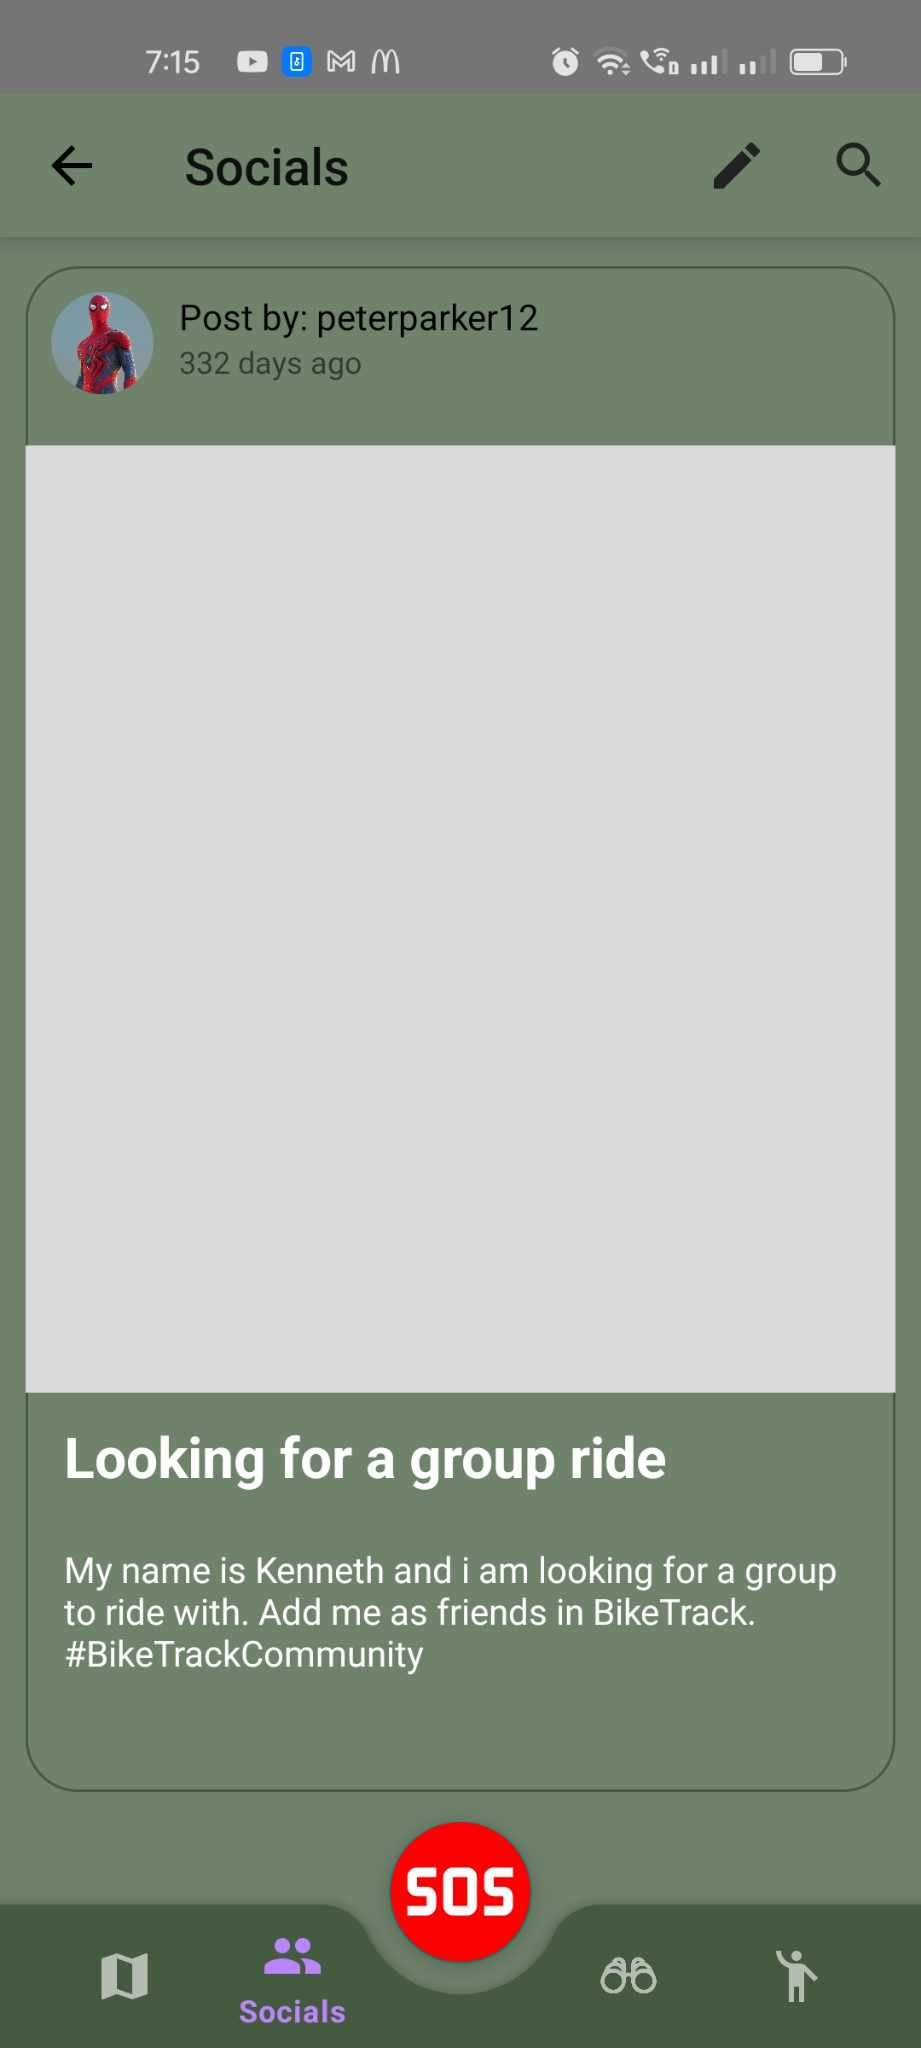 7:15
Socials
Post by: peterparker12
332 days ago
Looking for a group ride
My name is Kenneth and i am looking for a group
to ride with. Add me as friends in BikeTrack.
#BikeTrackCommunity
SOS
Socials